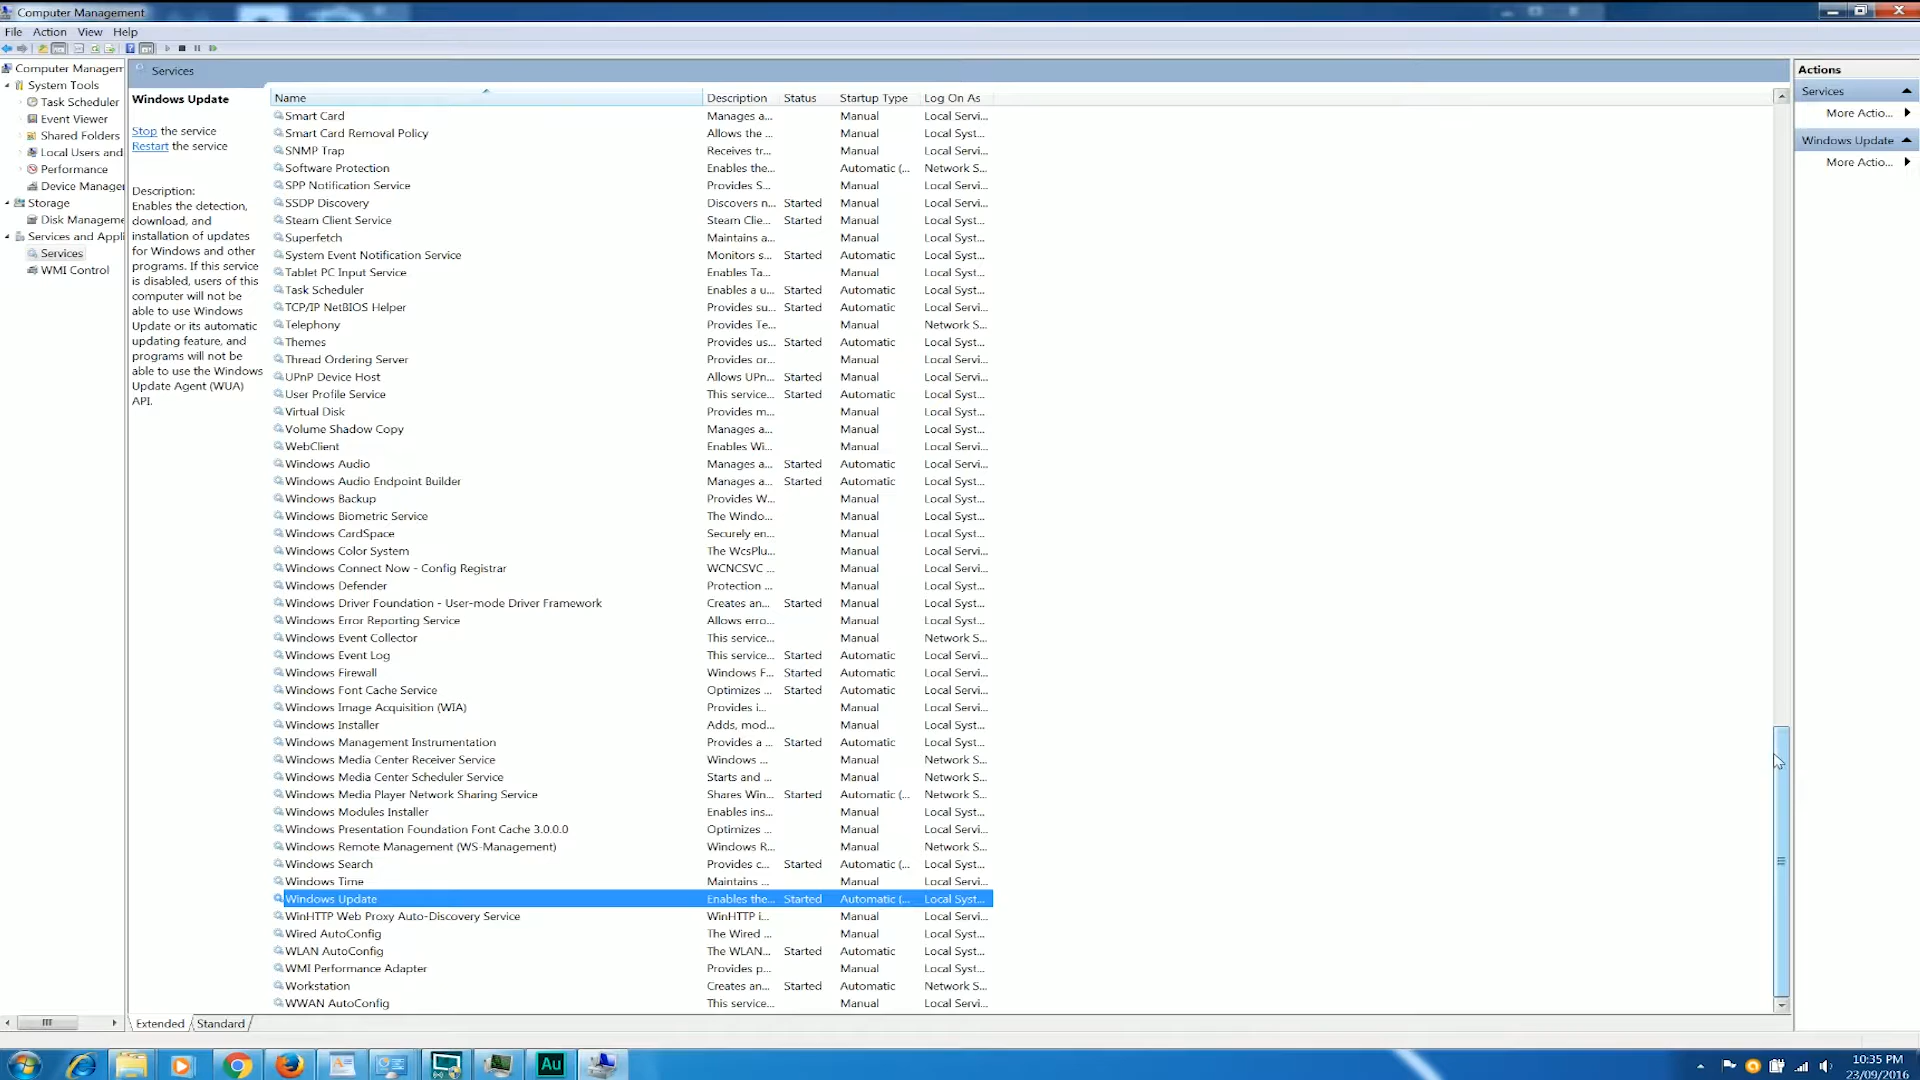 Computer Management
File Action View Help
Computer Managem
System Tools
Task Scheduler
Event Viewer
Shared Folders
Local Users and
Performance
Device Manager
Storage
Disk Manageme
Services and Appli
Services
WMI Control
Services
Windows Update
Stop the service
Restart the service
Description:
Enables the detection,
download, and
installation of updates
for Windows and other
programs. If this service
is disabled, users of this
computer will not be
able to use Windows
Update or its automatic
updating feature, and
programs will not be
able to use the Windows
Update Agent (WUA)
API.
Name Description Status Startup Type Log On As
Smart Card Manages a... Manual Local Servi...
Smart Card Removal Policy Allows the ... Manual Local Syst...
SNMP Trap Receives tr... Manual Local Servi...
Software Protection Enables the... Automatic (... Network S...
SPP Notification Service Provides S... Manual Local Servi...
SSDP Discovery Discovers n... Started Manual Local Servi...
Steam Client Service Steam Clie... Started Manual Local Syst...
Superfetch Maintains a... Manual Local Syst...
System Event Notification Service Monitors s... Started Automatic Local Syst...
Tablet PC Input Service Enables Ta... Manual Local Syst...
Task Scheduler Enables a u... Started Automatic Local Syst...
TCP/IP NetBIOS Helper Provides su... Started Automatic Local Servi...
Telephony Provides Te... Manual Network S...
Themes Provides us... Started Automatic Local Syst...
Thread Ordering Server Provides or... Manual Local Servi...
UPnP Device Host Allows UPn... Started Manual Local Servi...
User Profile Service This service... Started Automatic Local Syst...
Virtual Disk Provides m... Manual Local Syst...
Volume Shadow Copy Manages a... Manual Local Syst...
WebClient Enables Wi... Manual Local Servi...
Windows Audio Manages a... Started Automatic Local Servi...
Windows Audio Endpoint Builder Manages a... Started Automatic Local Syst...
Windows Backup Provides W... Manual Local Syst...
Windows Biometric Service The Windo... Manual Local Syst...
Windows CardSpace Securely en... Manual Local Syst...
Windows Color System The WcsPlu... Manual Local Servi...
Windows Connect Now - Config Registrar WCNCSVC ... Manual Local Servi...
Windows Defender Protection ... Manual Local Syst...
Windows Driver Foundation - User-mode Driver Framework Creates an... Started Manual Local Syst...
Windows Error Reporting Service Allows erro... Manual Local Syst...
Windows Event Collector This service... Manual Network S...
Windows Event Log This service... Started Automatic Local Servi...
Windows Firewall Windows F... Started Automatic Local Servi...
Windows Font Cache Service Optimizes ... Started Automatic Local Servi...
Windows Image Acquisition (WIA) Provides i... Manual Local Servi...
Windows Installer Adds, mod... Manual Local Syst...
Windows Management Instrumentation Provides a ... Started Automatic Local Syst...
Windows Media Center Receiver Service Windows ... Manual Network S...
Windows Media Center Scheduler Service Starts and ... Manual Network S...
Windows Media Player Network Sharing Service Shares Win... Started Automatic (... Network S...
Windows Modules Installer Enables ins... Manual Local Syst...
Windows Presentation Foundation Font Cache 3.0.0.0 Optimizes ... Manual Local Servi...
Windows Remote Management (WS-Management) Windows R... Manual Network S...
Windows Search Provides c... Started Automatic (... Local Syst...
Windows Time Maintains ... Manual Local Servi...
Windows Update Enables the... Started Automatic (... Local Syst...
WinHTTP Web Proxy Auto-Discovery Service WinHTTP i... Manual Local Servi...
Wired AutoConfig The Wired ... Manual Local Syst...
WLAN AutoConfig The WLAN... Started Automatic Local Syst...
WMI Performance Adapter Provides p... Manual Local Syst...
Workstation Creates an... Started Automatic Network S...
WWAN AutoConfig This service... Manual Local Servi...
Extended Standard
Actions
Services
More Actio...
Windows Update
More Actio...
Au
10:35 PM
23/09/2016